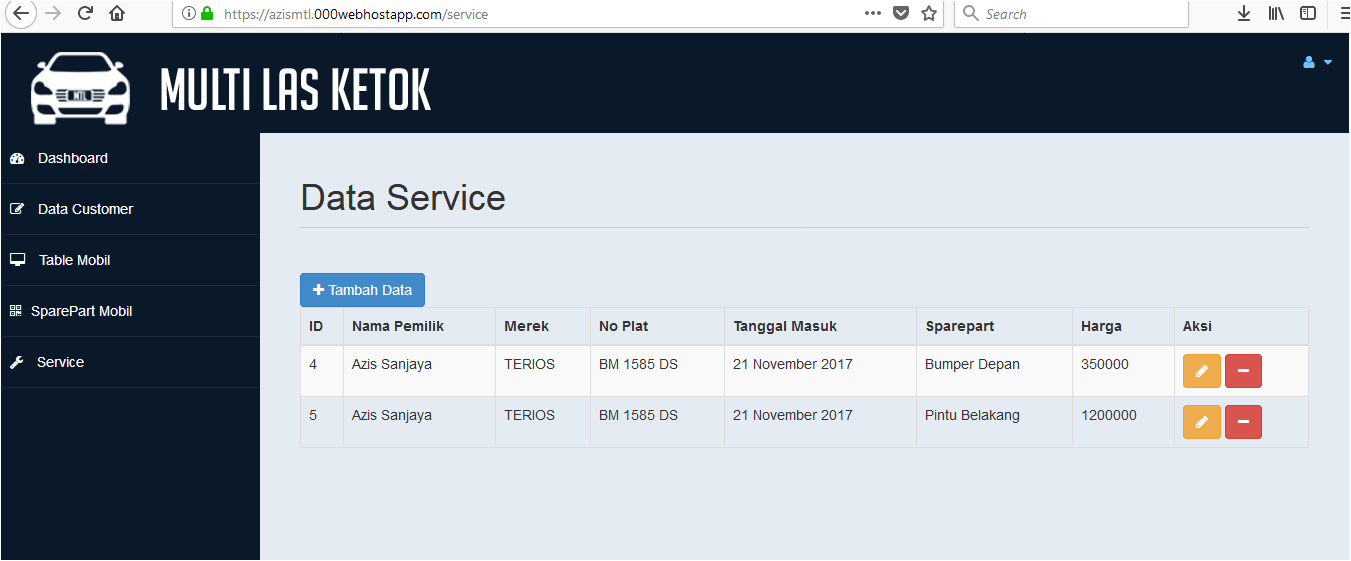 https://azismtl.000webhostapp.com/service
Search
MTL
MULTI LAS KETOK
Dashboard
Data Customer
Table Mobil
SparePart Mobil
Service
Data Service
Tambah Data
ID Nama Pemilik Merek No Plat Tanggal Masuk Sparepart Harga Aksi
4 Azis Sanjaya TERIOS BM 1585 DS 21 November 2017 Bumper Depan 350000
5 Azis Sanjaya TERIOS BM 1585 DS 21 November 2017 Pintu Belakang 1200000